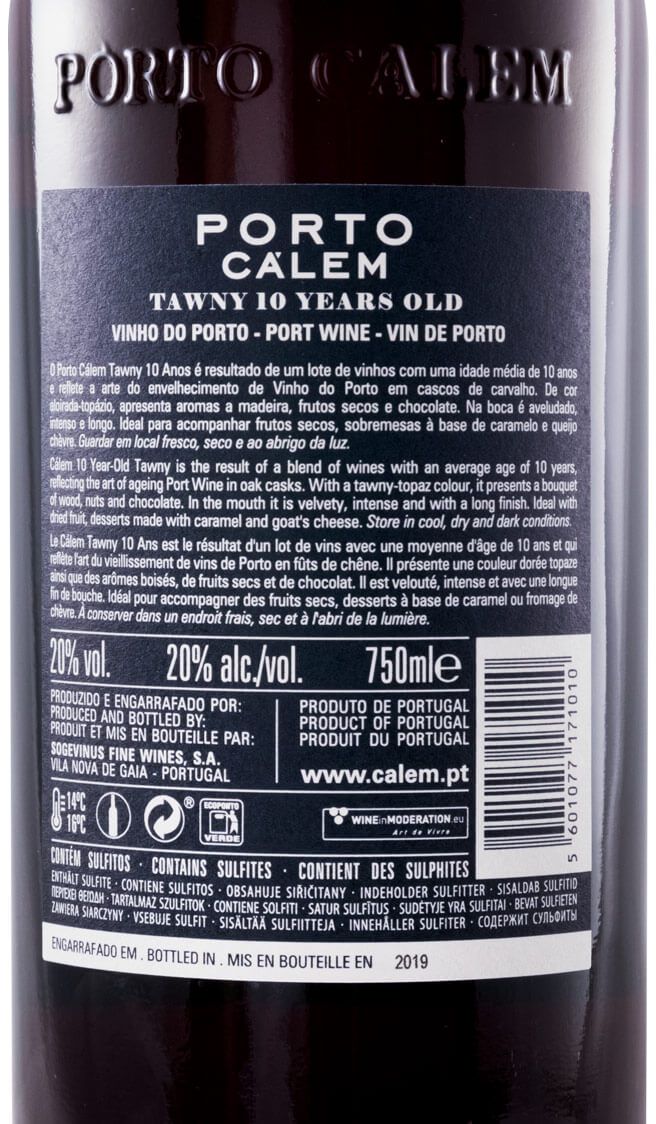 PORTO CALEM
PORTO
CÁLEM
TAWNY 10 YEARS OLD
VINHO DO PORTO - PORT WINE - VIN DE PORTO
O Porto Cálem Tawny 10 Anos é resultado de um lote de vinhos com uma idade média de 10 anos
e reflete a arte do envelhecimento de Vinho do Porto em cascos de carvalho. De cor
aloirada-topázio, apresenta aromas a madeira, frutos secos e chocolate. Na boca é aveludado,
intenso e longo. Ideal para acompanhar frutos secos, sobremesas à base de caramelo e queijo
chèvre. Guardar em local fresco, seco e ao abrigo da luz.
Cálem 10 Year-Old Tawny is the result of a blend of wines with an average age of 10 years,
reflecting the art of ageing Port Wine in oak casks. With a tawny-topaz colour, it presents a bouquet
of wood, nuts and chocolate. In the mouth it is velvety, intense and with a long finish. Ideal with
dried fruit, desserts made with caramel and goat's cheese. Store in cool, dry and dark conditions.
Le Cálem Tawny 10 Ans est le résultat d'un lot de vins avec une moyenne d'âge de 10 ans et qui
reflète l'art du vieillissement de vins de Porto en fûts de chêne. Il présente une couleur dorée topaze
ainsi que des arômes boisés, de fruits secs et de chocolat. Il est velouté, intense et avec une longue
fin de bouche. Idéal pour accompagner des fruits secs, desserts à base de caramel ou fromage de
chèvre. À conserver dans un endroit frais, sec et à l'abri de la lumière.
20% vol. 20% alc./vol. 750ml e
PRODUZIDO E ENGARRAFADO POR:
PRODUCED AND BOTTLED BY:
PRODUIT ET MIS EN BOUTEILLE PAR:
SOGEVINUS FINE WINES, S.A.
VILA NOVA DE GAIA - PORTUGAL
PRODUTO DE PORTUGAL
PRODUCT OF PORTUGAL
PRODUIT DU PORTUGAL
www.calem.pt
5 601077 171010
14ºC
16ºC
®
ECOPONTO
VERDE
WINEinMODERATION.eu
Art de Vivre
CONTÉM SULFITOS · CONTAINS SULFITES · CONTIENT DES SULPHITES
ENTHÄLT SULFITE · CONTIENE SULFITOS · OBSAHUJE SIŘIČITANY · INDEHOLDER SULFITTER · SISALDAB SULFITID
ΠΕΡΙΕΧΕΙ ΘΕΙΩΔΗ · TARTALMAZ SZULFITOK · CONTIENE SOLFITI · SATUR SULFĪTUS · SUDĖTYJE YRA SULFITAI · BEVAT SULFIETEN
ZAWIERA SIARCZYNY · VSEBUJE SULFIT · SISÄLTÄÄ SULFIITTEJA · INNEHÅLLER SULFITER · СОДЕРЖИТ СУЛЬФИТЫ
ENGARRAFADO EM . BOTTLED IN . MIS EN BOUTEILLE EN 2019